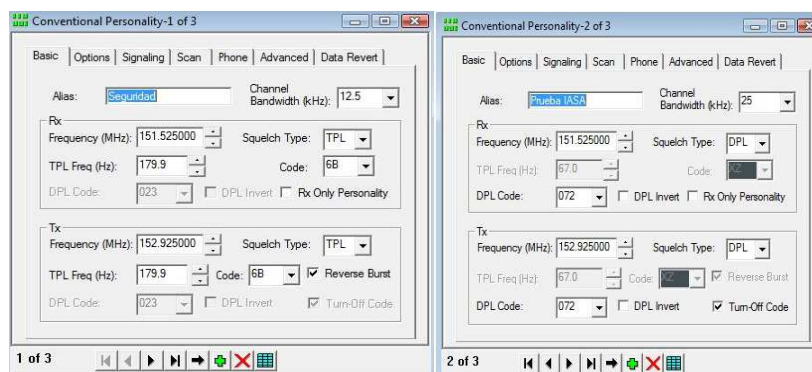 Conventional Personality-1 of 3
Basic Options Signaling Scan Phone Advanced Data Revert
Alias: Seguridad Channel Bandwidth (kHz): 12.5
Rx
Frequency (MHz): 151.525000 Squelch Type: TPL
TPL Freq (Hz): 179.9 Code: 6B
DPL Code: 023 DPL Invert Rx Only Personality
Tx
Frequency (MHz): 152.925000 Squelch Type: TPL
TPL Freq (Hz): 179.9 Code: 6B Reverse Burst
DPL Code: 023 DPL Invert Turn-Off Code
1 of 3
Conventional Personality-2 of 3
Basic Options Signaling Scan Phone Advanced Data Revert
Alias: Prueba IASA Channel Bandwidth (kHz): 25
Rx
Frequency (MHz): 151.525000 Squelch Type: DPL
TPL Freq (Hz): 67.0 Code: XZ
DPL Code: 072 DPL Invert Rx Only Personality
Tx
Frequency (MHz): 152.925000 Squelch Type: DPL
TPL Freq (Hz): 67.0 Code: XZ Reverse Burst
DPL Code: 072 DPL Invert Turn-Off Code
2 of 3